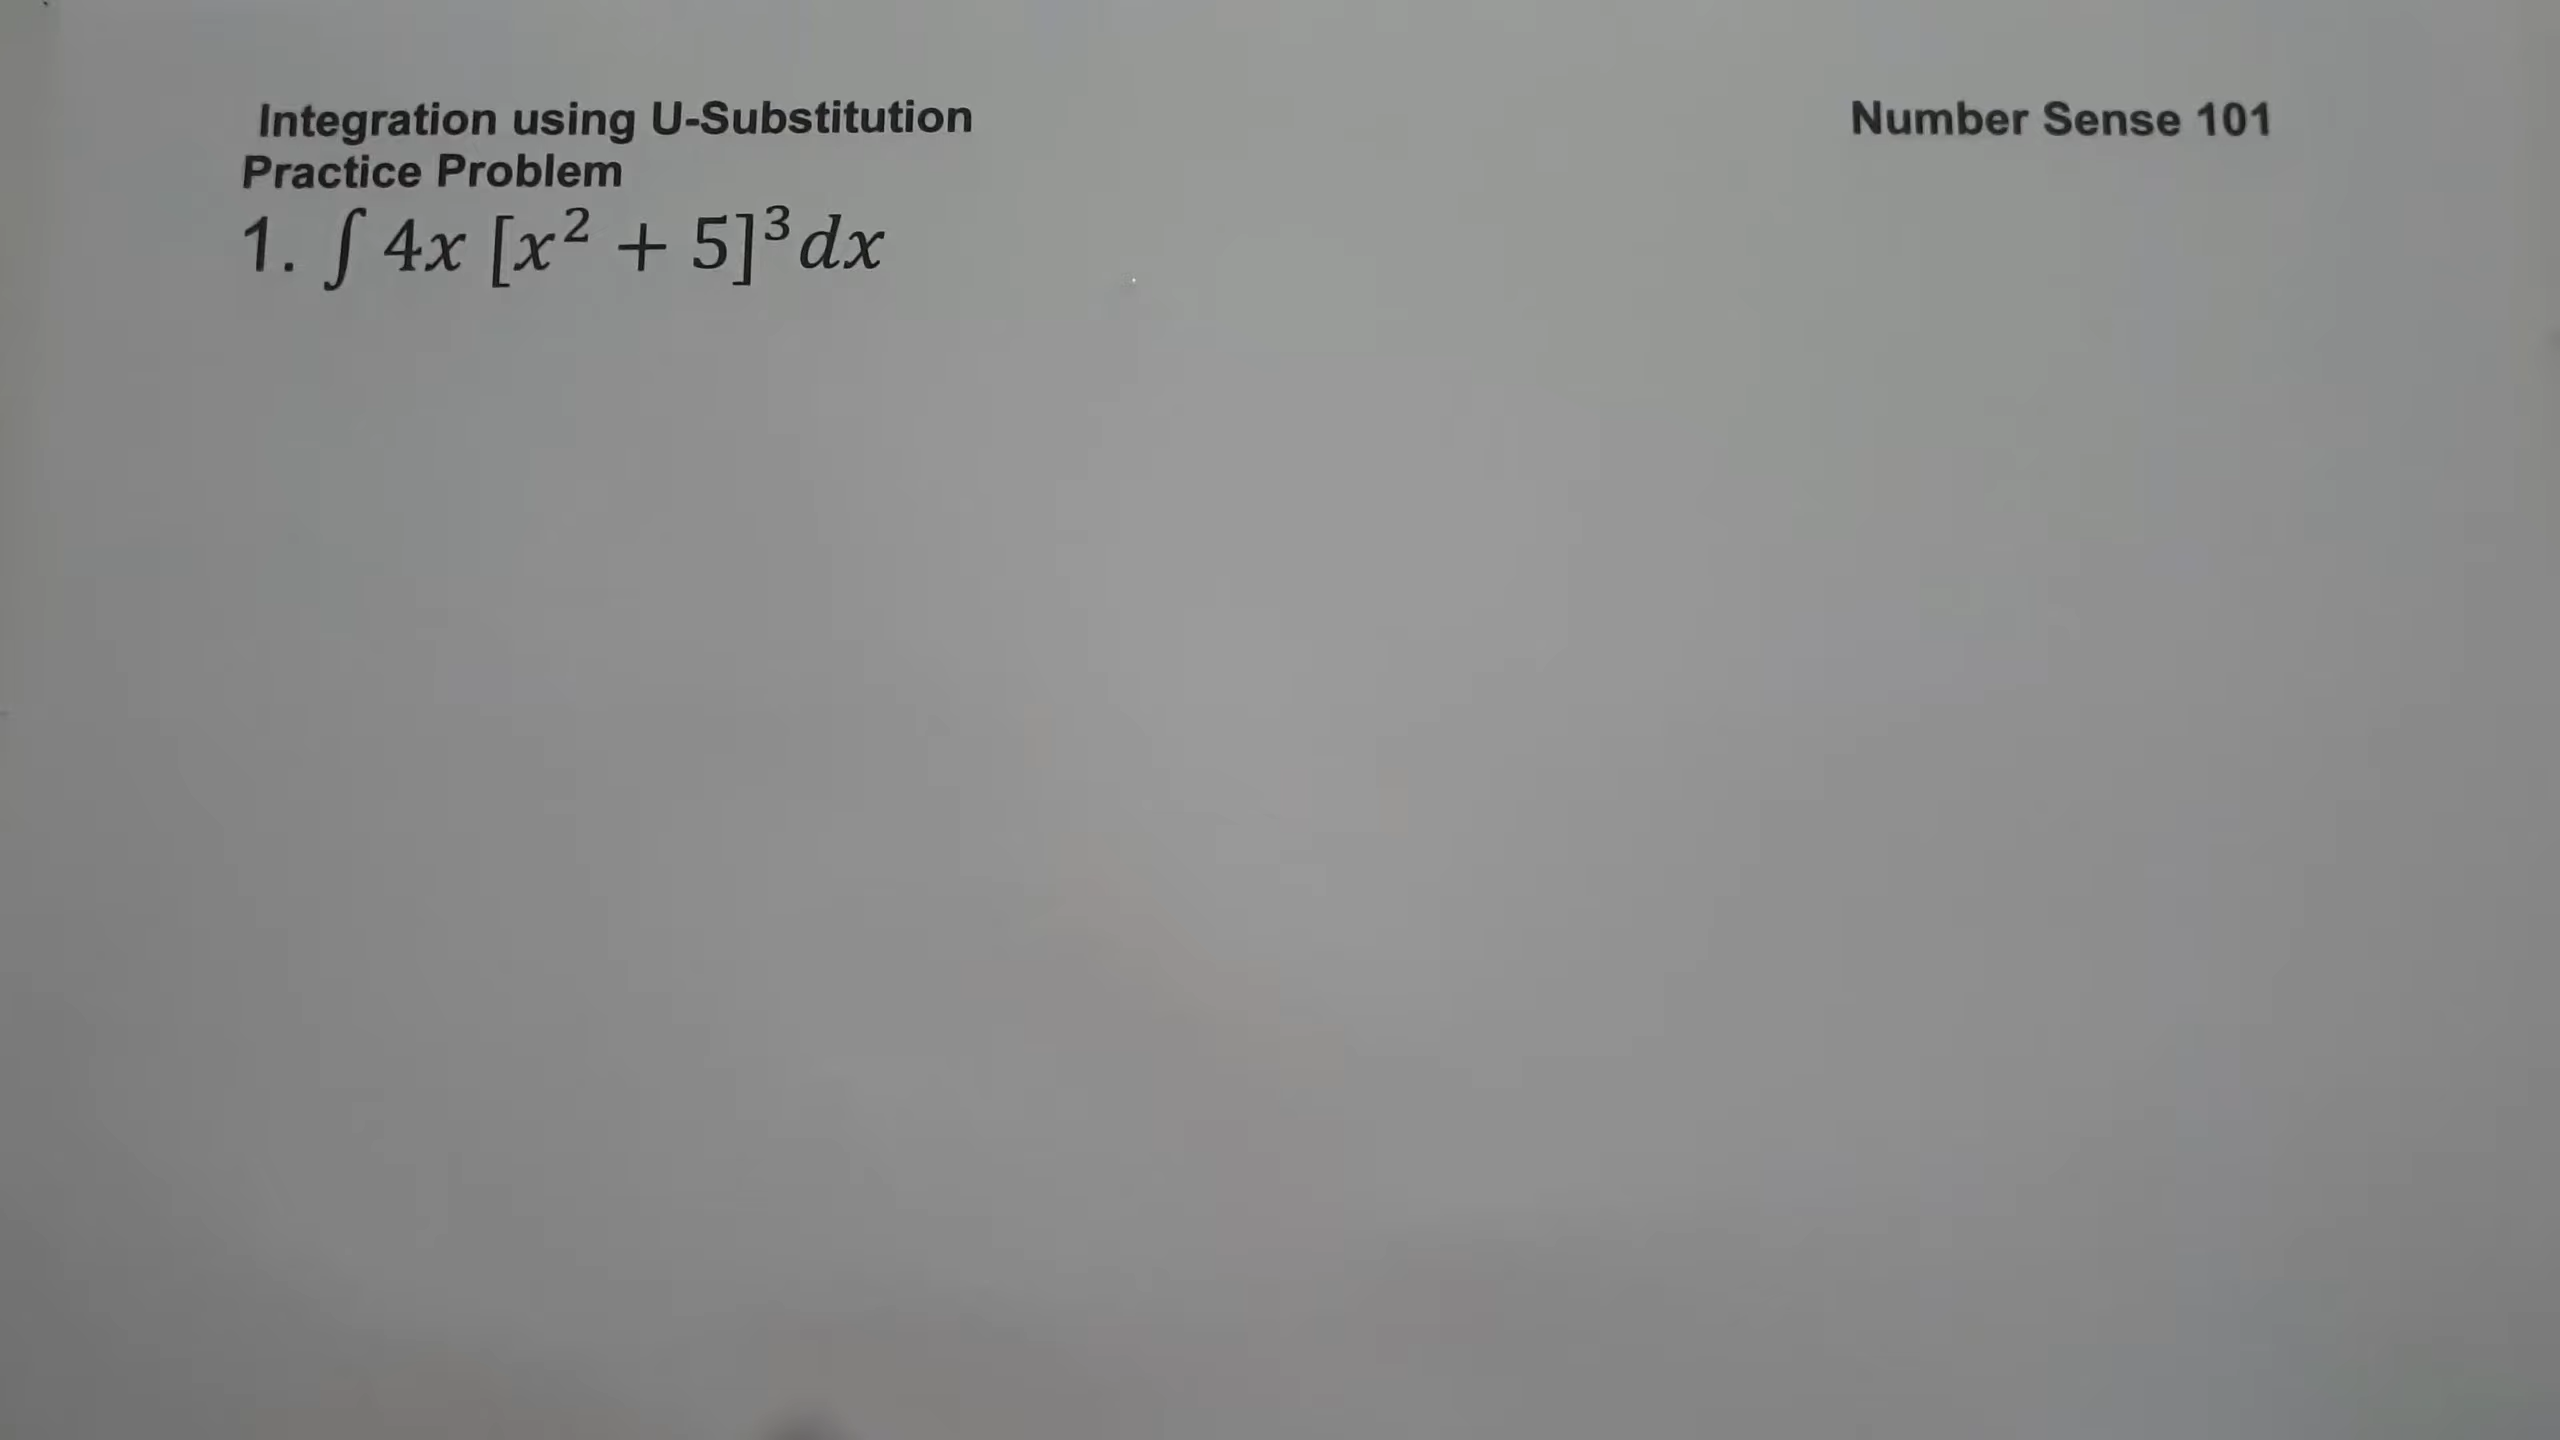 Integration using U-Substitution Number Sense 101
Practice Problem
1. ∫ 4x [x² + 5]³ dx